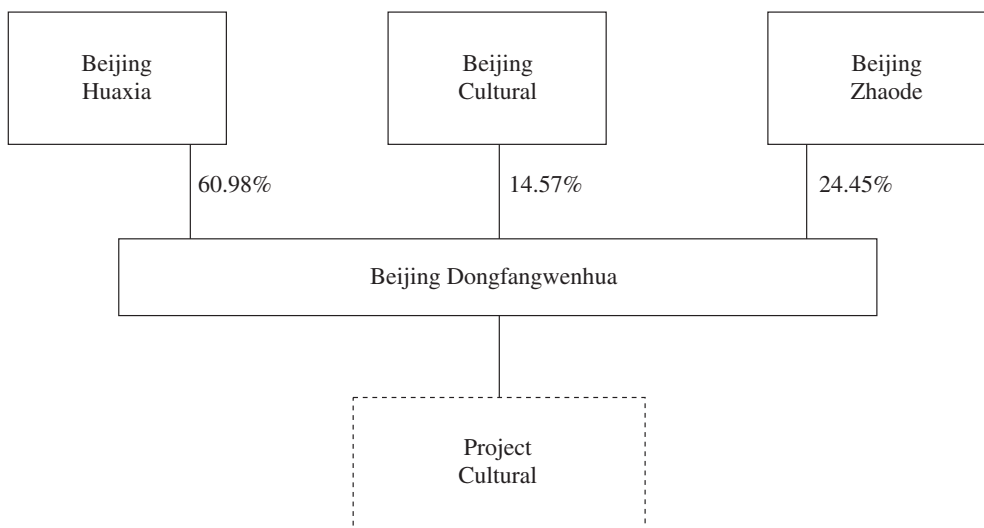 Beijing
Huaxia
Beijing
Cultural
Beijing
Zhaode
60.98%
14.57%
24.45%
Beijing Dongfangwenhua
Project
Cultural